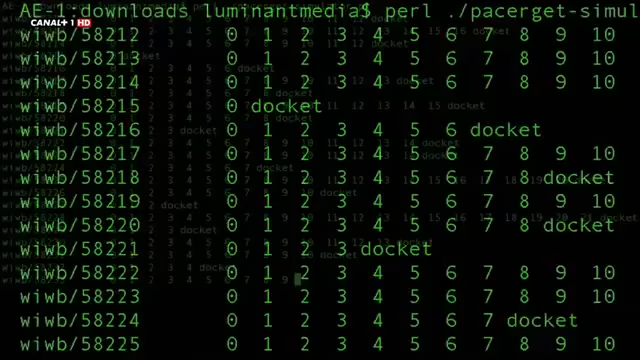 AE-1:downloads luminantmedia$ perl ./pacerget-simul
CANAL+ 1 HD
wiwb/58212 0 1 2 3 4 5 6 7 8 9 10
wiwb/58213 0 1 2 3 4 5 6 7 8 9 10
wiwb/58214 0 1 2 3 4 5 6 7 8 9 10
wiwb/58215 0 docket
wiwb/58216 0 1 2 3 4 5 6 docket
wiwb/58217 0 1 2 3 4 5 6 7 8 9 10
wiwb/58218 0 1 2 3 4 5 6 7 8 docket
wiwb/58219 0 1 2 3 4 5 6 7 8 9 10
wiwb/58220 0 1 2 3 4 5 6 7 8 docket
wiwb/58221 0 1 2 3 docket
wiwb/58222 0 1 2 3 4 5 6 7 8 9 10
wiwb/58223 0 1 2 3 4 5 6 7 8 9 10
wiwb/58224 0 1 2 3 4 5 6 7 docket
wiwb/58225 0 1 2 3 4 5 6 7 8 9 10